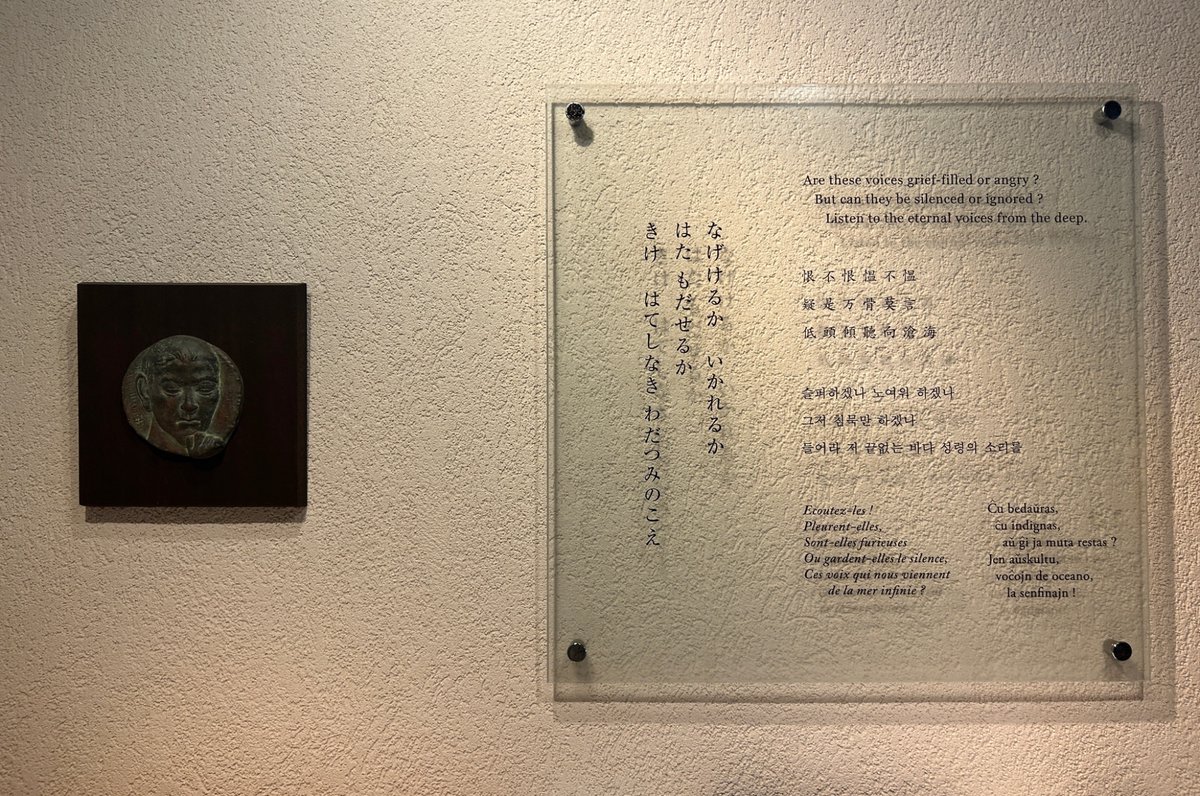 なげけるか いかれるか
はた もだせるか
きけ はてしなき わだつみのこえ
Are these voices grief-filled or angry ?
But can they be silenced or ignored ?
Listen to the eternal voices from the deep.
恨不恨慍不慍
疑是万骨言
低頭傾聽向滄海
슬퍼하겠나 노여워 하겠나
그저 침묵만 하겠나
들어라 저 끝없는 바다 성령의 소리를
Ecoutez-les !
Pleurent-elles,
Sont-elles furieuses
Ou gardent-elles le silence,
Ces voix qui nous viennent
de la mer infinie ?
Ĉu bedaŭras,
ĉu indignas,
aŭ ĝi ja muta restas ?
Jen aŭskultu,
voĉojn de oceano,
la senfinajn !